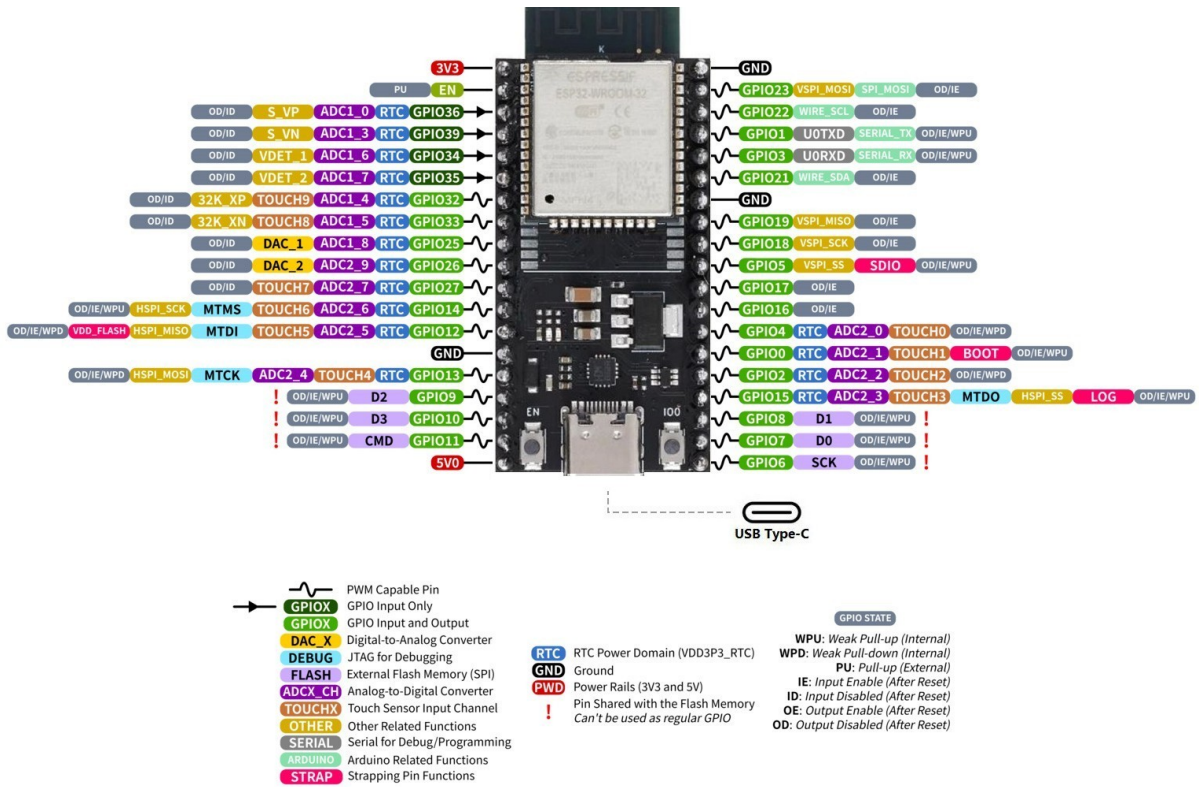 K
ESPRESSIF
ESP32-WROOM-32
3V3
GND
PU EN
GPIO23 VSPI_MOSI SPI_MOSI OD/IE
OD/ID S_VP ADC1_0 RTC GPIO36
GPIO22 WIRE_SCL OD/IE
OD/ID S_VN ADC1_3 RTC GPIO39
GPIO1 U0TXD SERIAL_TX OD/IE/WPU
OD/ID VDET_1 ADC1_6 RTC GPIO34
GPIO3 U0RXD SERIAL_RX OD/IE/WPU
OD/ID VDET_2 ADC1_7 RTC GPIO35
GPIO21 WIRE_SDA OD/IE
OD/ID 32K_XP TOUCH9 ADC1_4 RTC GPIO32
GND
OD/ID 32K_XN TOUCH8 ADC1_5 RTC GPIO33
GPIO19 VSPI_MISO OD/IE
OD/ID DAC_1 ADC1_8 RTC GPIO25
GPIO18 VSPI_SCK OD/IE
OD/ID DAC_2 ADC2_9 RTC GPIO26
GPIO5 VSPI_SS SDIO OD/IE/WPU
OD/ID TOUCH7 ADC2_7 RTC GPIO27
GPIO17 OD/IE
OD/IE/WPU HSPI_SCK MTMS TOUCH6 ADC2_6 RTC GPIO14
GPIO16 OD/IE
OD/IE/WPD VDD_FLASH HSPI_MISO MTDI TOUCH5 ADC2_5 RTC GPIO12
GPIO4 RTC ADC2_0 TOUCH0 OD/IE/WPD
GND
GPIO0 RTC ADC2_1 TOUCH1 BOOT OD/IE/WPU
OD/IE/WPD HSPI_MOSI MTCK ADC2_4 TOUCH4 RTC GPIO13
GPIO2 RTC ADC2_2 TOUCH2 OD/IE/WPD
! OD/IE/WPU D2 GPIO9
GPIO15 RTC ADC2_3 TOUCH3 MTDO HSPI_SS LOG OD/IE/WPU
! OD/IE/WPU D3 GPIO10
EN IO0
GPIO8 D1 OD/IE/WPU !
! OD/IE/WPU CMD GPIO11
GPIO7 D0 OD/IE/WPU !
5V0
GPIO6 SCK OD/IE/WPU !
USB Type-C
PWM Capable Pin
GPIOX GPIO Input Only
GPIOX GPIO Input and Output
DAC_X Digital-to-Analog Converter
DEBUG JTAG for Debugging
FLASH External Flash Memory (SPI)
ADCX_CH Analog-to-Digital Converter
TOUCHX Touch Sensor Input Channel
OTHER Other Related Functions
SERIAL Serial for Debug/Programming
ARDUINO Arduino Related Functions
STRAP Strapping Pin Functions
RTC RTC Power Domain (VDD3P3_RTC)
GND Ground
PWD Power Rails (3V3 and 5V)
! Pin Shared with the Flash Memory
Can't be used as regular GPIO
GPIO STATE
WPU: Weak Pull-up (Internal)
WPD: Weak Pull-down (Internal)
PU: Pull-up (External)
IE: Input Enable (After Reset)
ID: Input Disabled (After Reset)
OE: Output Enable (After Reset)
OD: Output Disabled (After Reset)